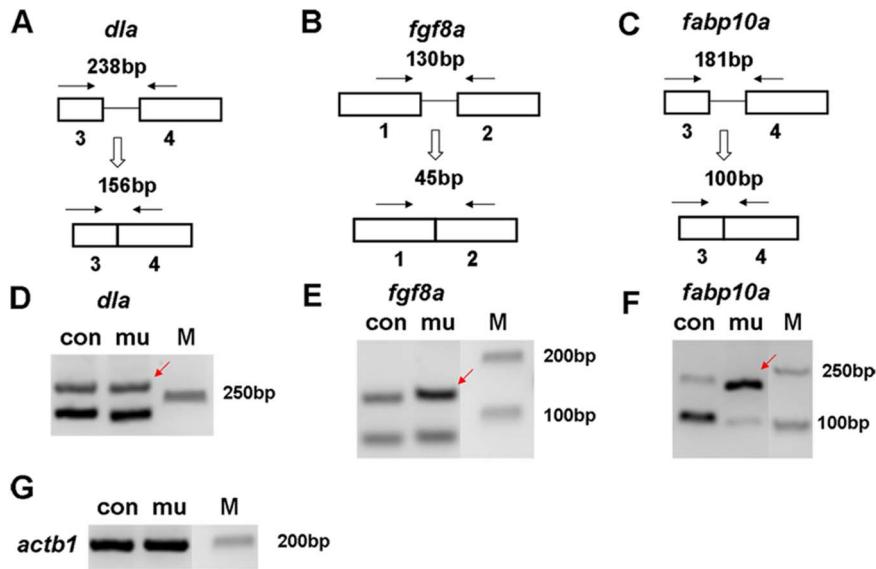 A dla
238bp
3 4
156bp
3 4
B fgf8a
130bp
1 2
45bp
1 2
C fabp10a
181bp
3 4
100bp
3 4
D dla
con mu M
250bp
E fgf8a
con mu M
200bp
100bp
F fabp10a
con mu M
250bp
100bp
G
con mu M
actb1 200bp